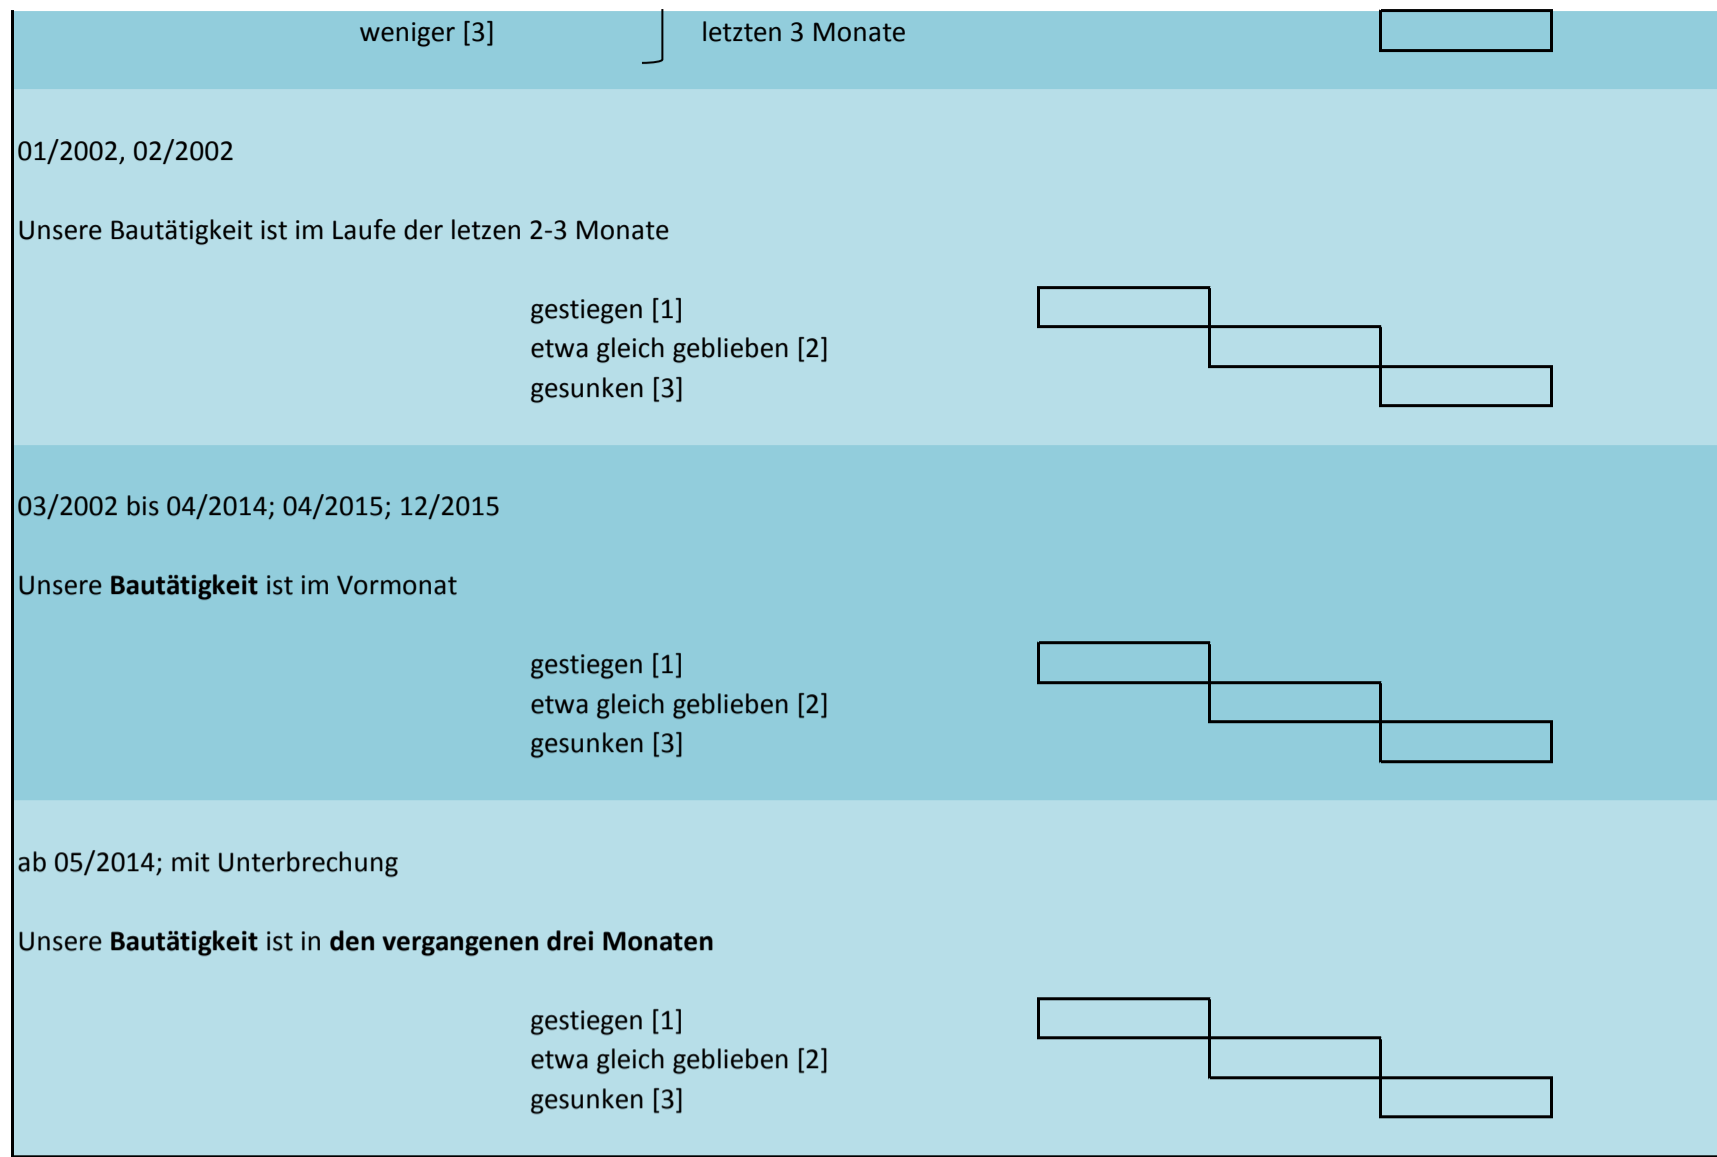 weniger [3] letzten 3 Monate
01/2002, 02/2002
Unsere Bautätigkeit ist im Laufe der letzen 2-3 Monate
gestiegen [1]
etwa gleich geblieben [2]
gesunken [3]
03/2002 bis 04/2014; 04/2015; 12/2015
Unsere Bautätigkeit ist im Vormonat
gestiegen [1]
etwa gleich geblieben [2]
gesunken [3]
ab 05/2014; mit Unterbrechung
Unsere Bautätigkeit ist in den vergangenen drei Monaten
gestiegen [1]
etwa gleich geblieben [2]
gesunken [3]